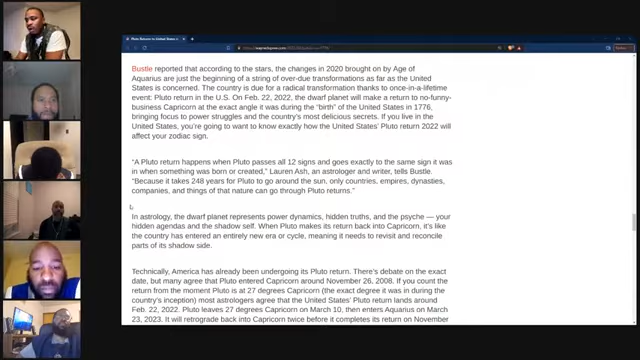 Bustle reported that according to the stars, the changes in 2020 brought on by Age of
Aquarius are just the beginning of a string of over-due transformations as far as the United
States is concerned. The country is due for a radical transformation thanks to once-in-a-lifetime
event: Pluto return in the U.S. On Feb. 22, 2022, the dwarf planet will make a return to no-funny-
business Capricorn at the exact angle it was during the “birth” of the United States in 1776,
bringing focus to power struggles and the country's most delicious secrets. If you live in the
United States, you're going to want to know exactly how the United States' Pluto return 2022 will
affect your zodiac sign.
“A Pluto return happens when Pluto passes all 12 signs and goes exactly to the same sign it was
in when something was born or created,” Lauren Ash, an astrologer and writer, tells Bustle.
“Because it takes 248 years for Pluto to go around the sun, only countries, empires, dynasties,
companies, and things of that nature can go through Pluto returns.”
In astrology, the dwarf planet represents power dynamics, hidden truths, and the psyche — your
hidden agendas and the shadow self. When Pluto makes its return back into Capricorn, it's like
the country has entered an entirely new era or cycle, meaning it needs to revisit and reconcile
parts of its shadow side.
Technically, America has already been undergoing its Pluto return. There's debate on the exact
date, but many agree that Pluto entered Capricorn around November 26, 2008. If you count the
return from the moment Pluto is at 27 degrees Capricorn (the exact degree it was in during the
country's inception) most astrologers agree that the United States' Pluto return lands around
Feb. 22, 2022. Pluto leaves 27 degrees Capricorn on March 10, then enters Aquarius on March
23, 2023. It will retrograde back into Capricorn twice before it completes its return on November